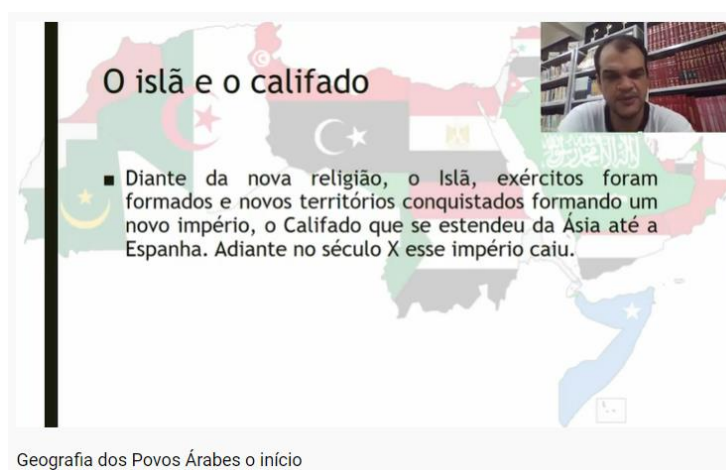 O islã e o califado
■ Diante da nova religião, o Islã, exércitos foram
formados e novos territórios conquistados formando um
novo império, o Califado que se estendeu da Ásia até a
Espanha. Adiante no século X esse império caiu.
Geografia dos Povos Árabes o início